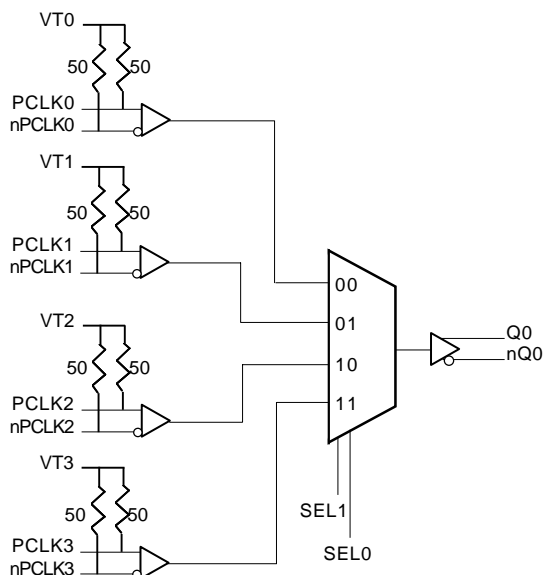 VT0
50 50
PCLK0
nPCLK0
VT1
50 50
PCLK1
nPCLK1
VT2
50 50
PCLK2
nPCLK2
VT3
50 50
PCLK3
nPCLK3
00
01
10
11
SEL1
SEL0
Q0
nQ0